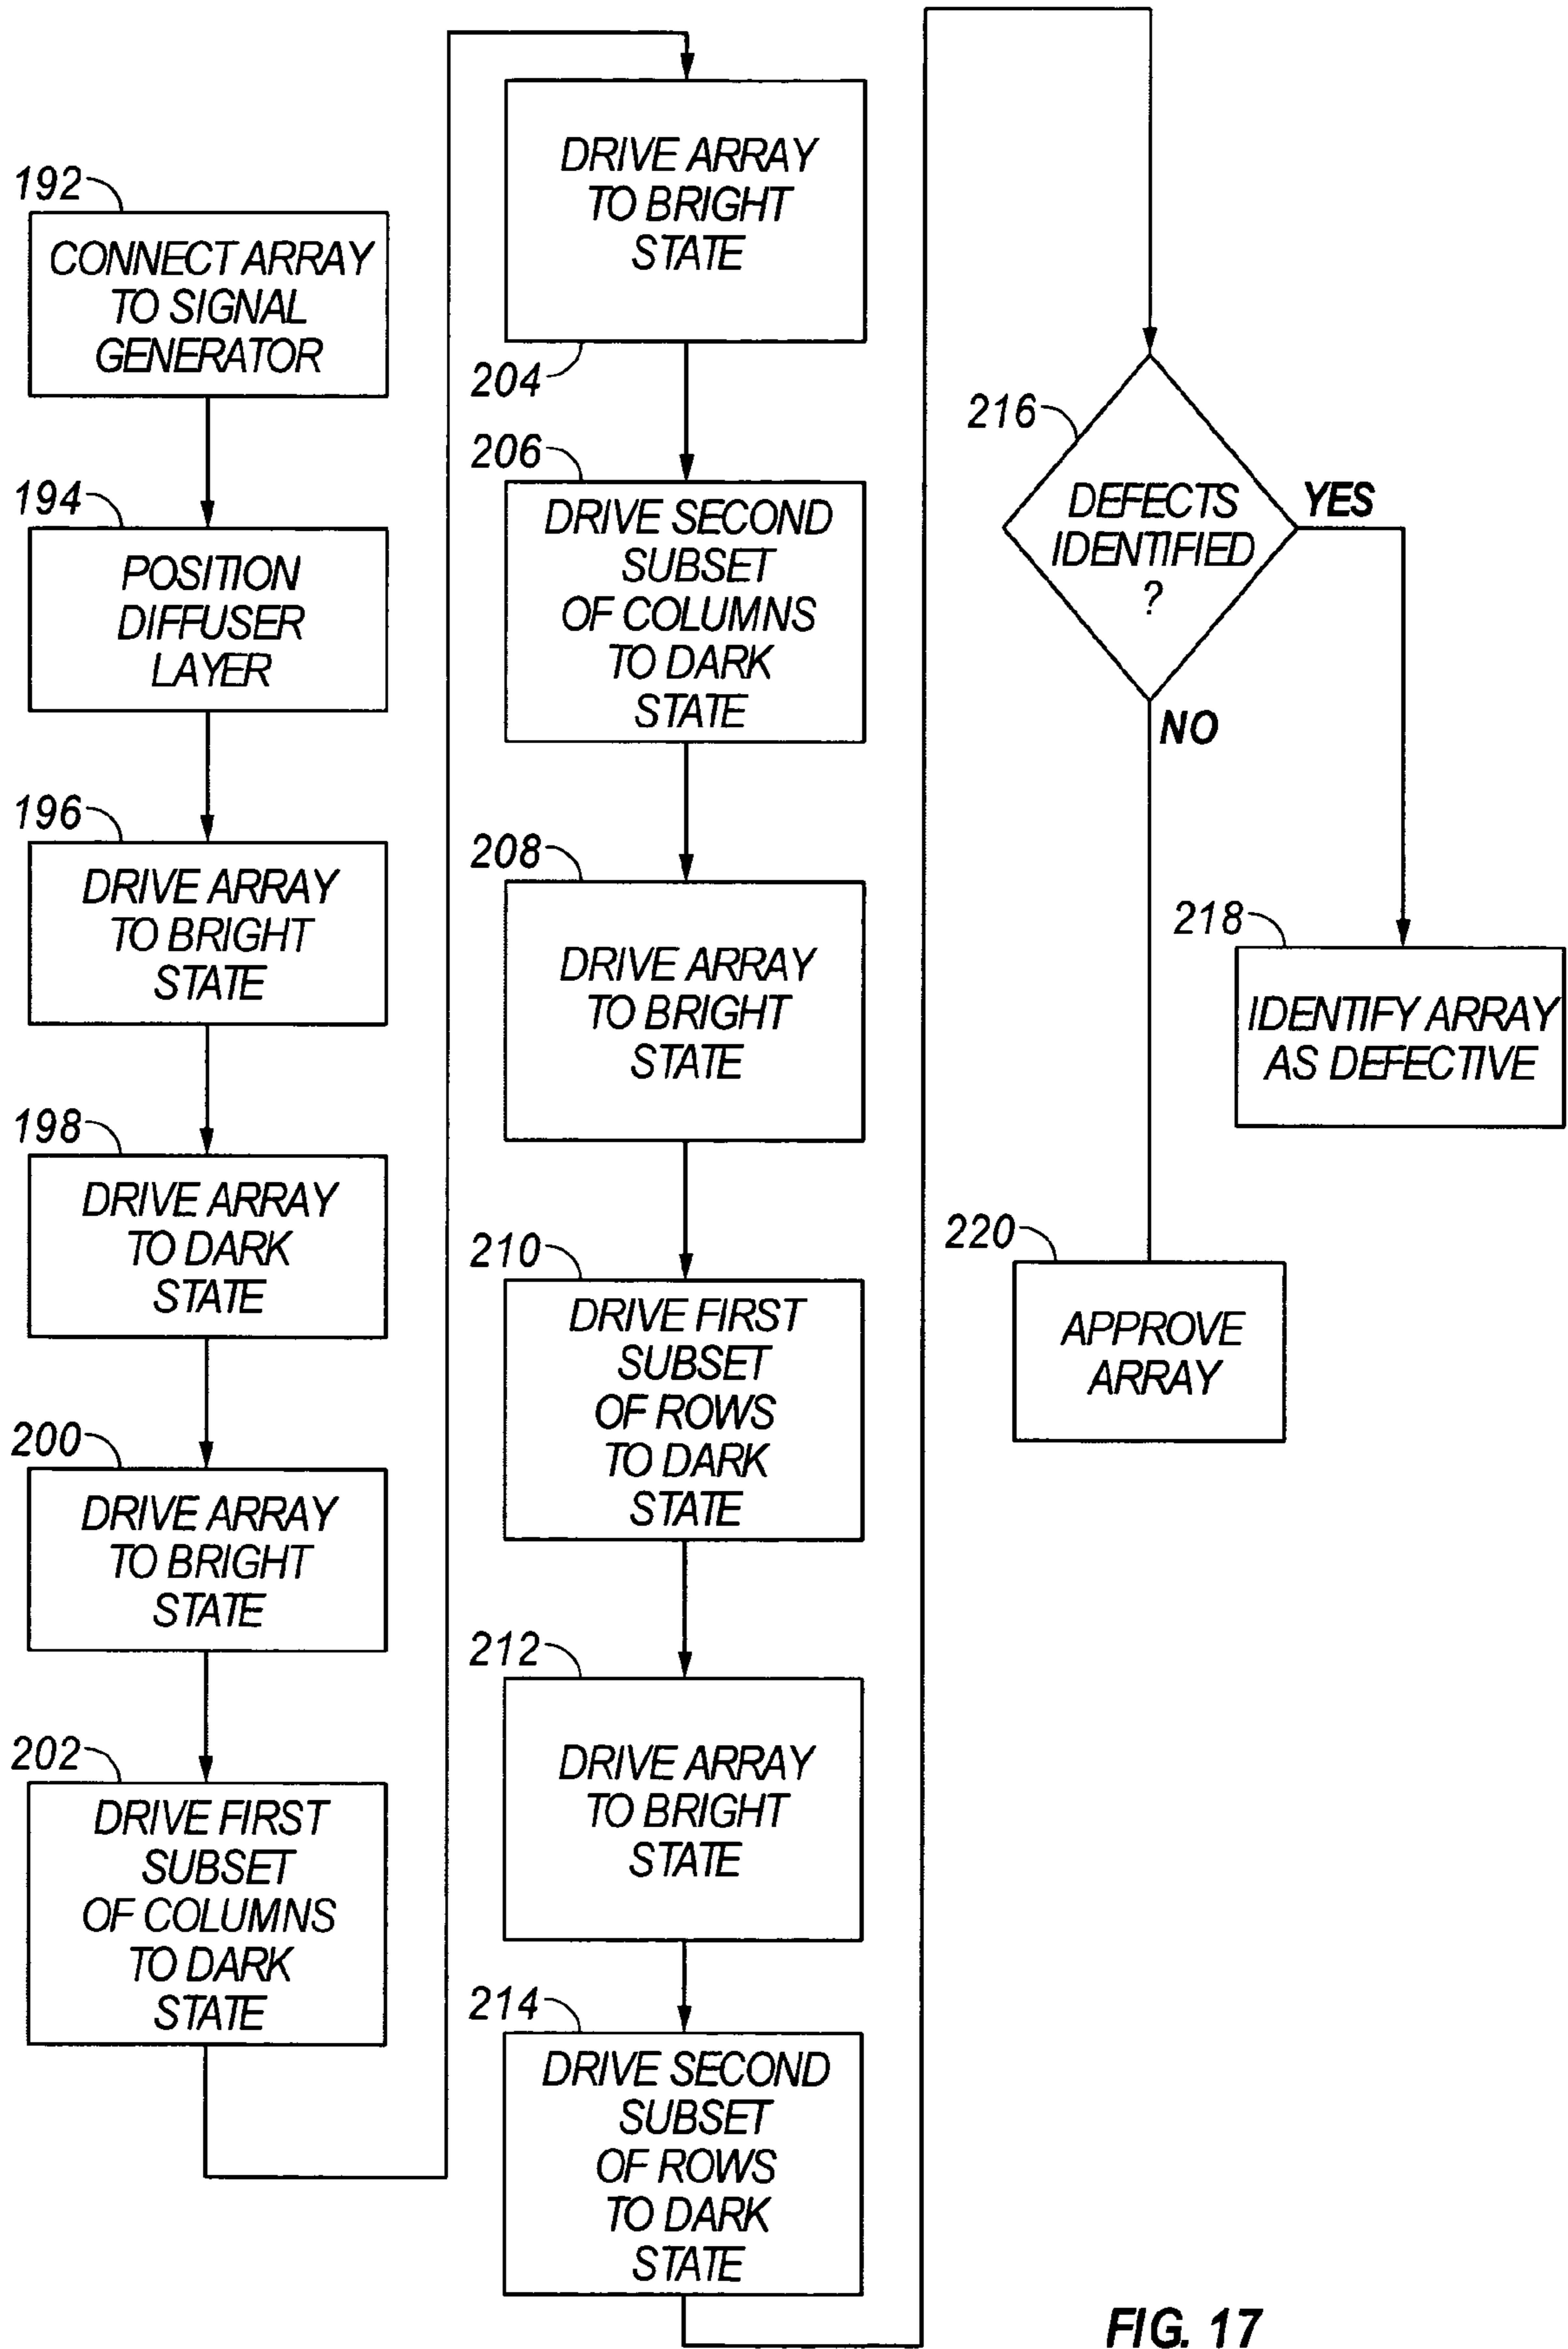 192
CONNECT ARRAY
TO SIGNAL
GENERATOR
194
POSITION
DIFFUSER
LAYER
196
DRIVE ARRAY
TO BRIGHT
STATE
198
DRIVE ARRAY
TO DARK
STATE
200
DRIVE ARRAY
TO BRIGHT
STATE
202
DRIVE FIRST
SUBSET
OF COLUMNS
TO DARK
STATE
DRIVE ARRAY
TO BRIGHT
STATE
204
206
DRIVE SECOND
SUBSET
OF COLUMNS
TO DARK
STATE
208
DRIVE ARRAY
TO BRIGHT
STATE
210
DRIVE FIRST
SUBSET
OF ROWS
TO DARK
STATE
212
DRIVE ARRAY
TO BRIGHT
STATE
214
DRIVE SECOND
SUBSET
OF ROWS
TO DARK
STATE
216
DEFECTS
IDENTIFIED
?
YES
NO
218
IDENTIFY ARRAY
AS DEFECTIVE
220
APPROVE
ARRAY
FIG. 17